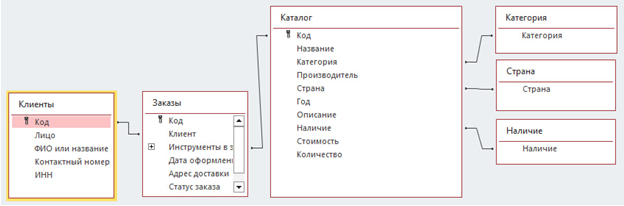 Клиенты
Код
Лицо
ФИО или название
Контактный номер
ИНН
Заказы
Код
Клиент
Инструменты в з
Дата оформлен
Адрес доставки
Статус заказа
Каталог
Код
Название
Категория
Производитель
Страна
Год
Описание
Наличие
Стоимость
Количество
Категория
Категория
Страна
Страна
Наличие
Наличие